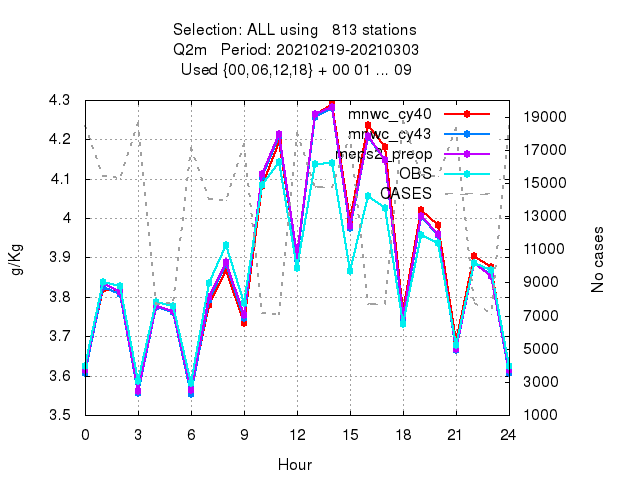 Selection: ALL using   813 stations
Q2m   Period: 20210219-20210303
Used {00,06,12,18} + 00 01 ... 09
4.3
4.2
4.1
4
3.9
3.8
3.7
3.6
3.5
g/Kg
mnwc_cy40
mnwc_cy43
meps2_preop
OBS
CASES
19000
17000
15000
13000
11000
9000
7000
5000
3000
1000
No cases
0 3 6 9 12 15 18 21 24
Hour